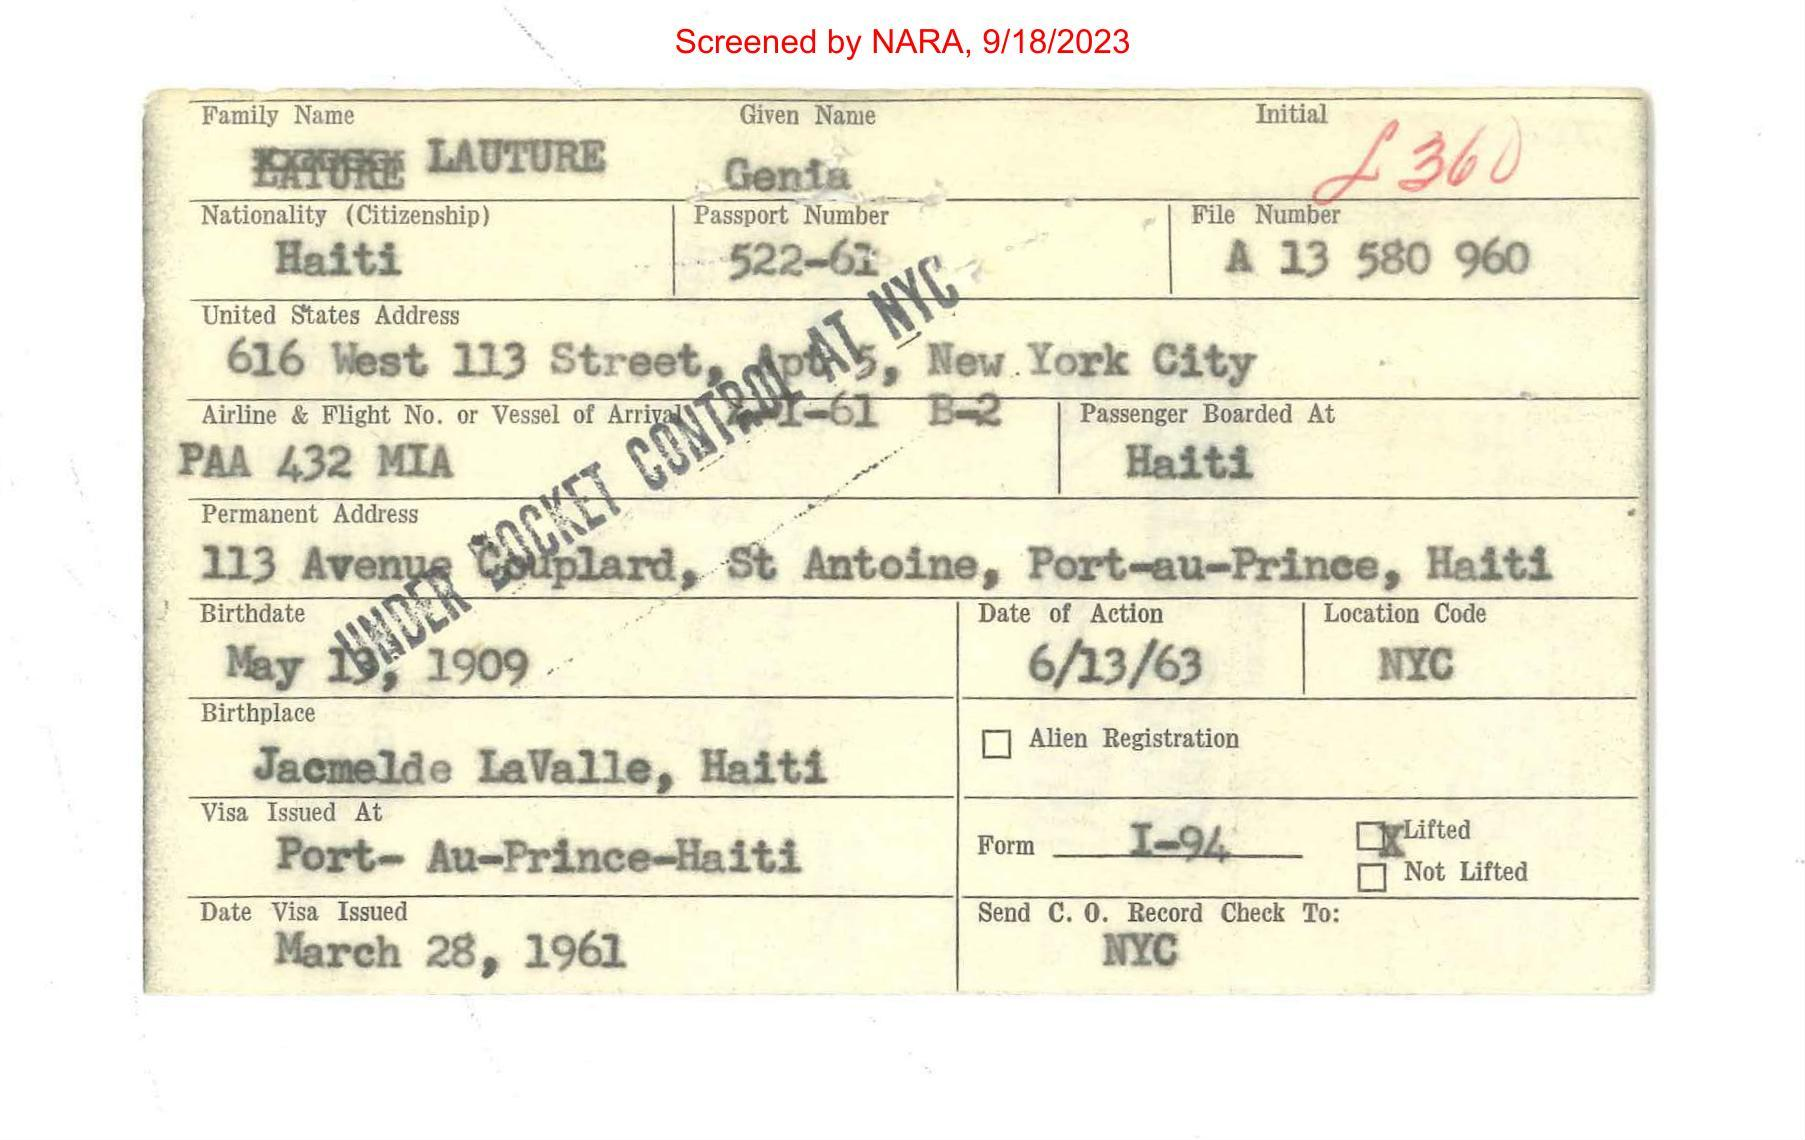 Screened by NARA, 9/18/2023
Family Name Given Name Initial
LATURE LAUTURE Genia L360
Nationality (Citizenship) Passport Number File Number
Haiti 522-61 A 13 580 960
United States Address
616 West 113 Street, Apt 5, New York City
Airline & Flight No. or Vessel of Arrival 1-61 B-2 Passenger Boarded At
PAA 432 MIA Haiti
Permanent Address
113 Avenue Couplard, St Antoine, Port-au-Prince, Haiti
UNDER DOCKET CONTROL AT NYC
Birthdate Date of Action Location Code
May 19, 1909 6/13/63 NYC
Birthplace
Alien Registration
Jacmelde LaValle, Haiti
Visa Issued At
Form I-94 X Lifted
Port- Au-Prince-Haiti
Not Lifted
Date Visa Issued Send C. O. Record Check To:
March 28, 1961 NYC